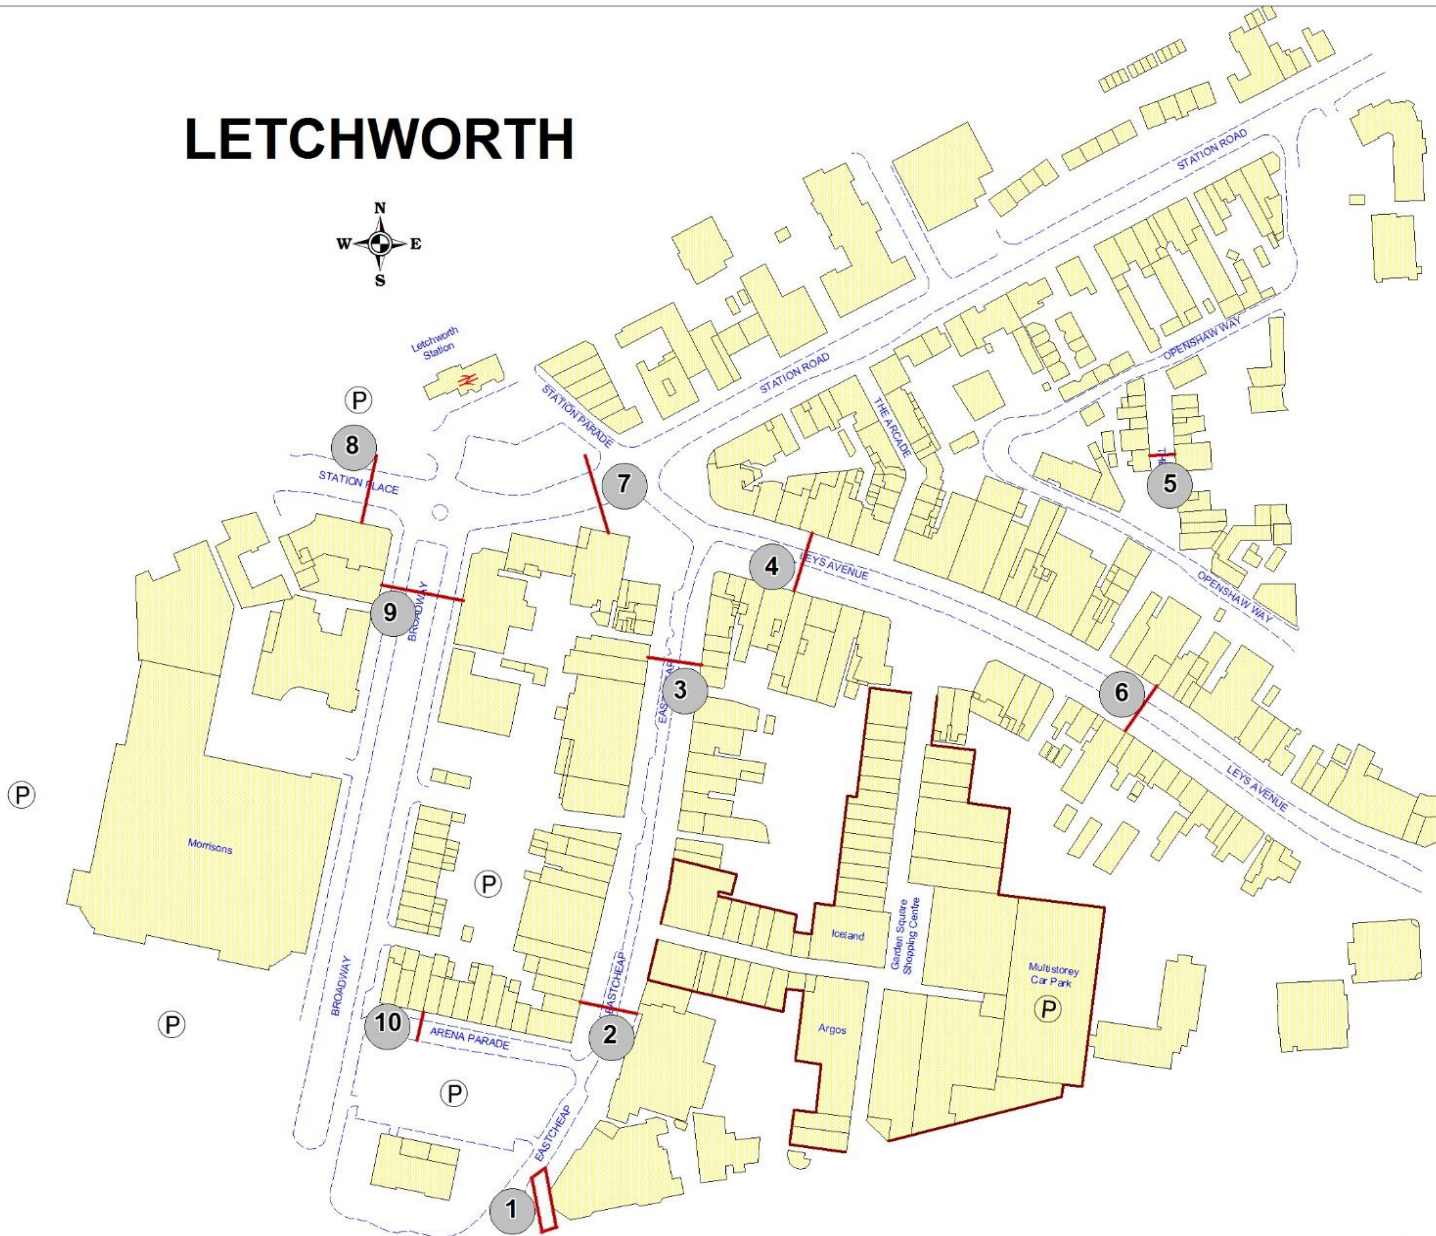 LETCHWORTH
N
W E
S
STATION ROAD
Letchworth
Station
OPENSHAW WAY
STATION ROAD
STATION PARADE
P
THE ARCADE
8
STATION PLACE
7
5
4
LEYS AVENUE
OPENSHAW WAY
9
BROADWAY
3
6
LEYS AVENUE
P
Morrisons
P
Iceland
Garden Square
Shopping Centre
Multistorey
Car Park
P
EASTCHEAP
BROADWAY
P
10
ARENA PARADE
2
Argos
P
EASTCHEAP
1